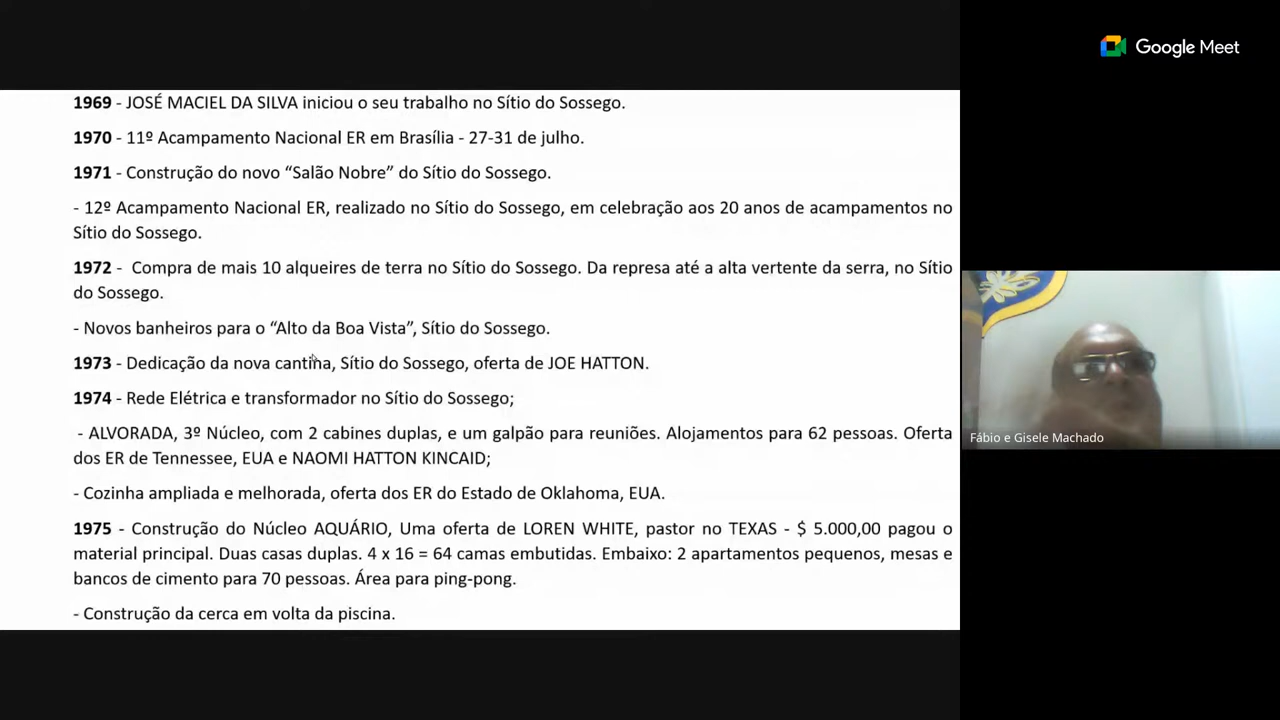 1969 - JOSÉ MACIEL DA SILVA iniciou o seu trabalho no Sítio do Sossego.
1970 - 11º Acampamento Nacional ER em Brasília - 27-31 de julho.
1971 - Construção do novo “Salão Nobre” do Sítio do Sossego.
- 12º Acampamento Nacional ER, realizado no Sítio do Sossego, em celebração aos 20 anos de acampamentos no
Sítio do Sossego.
1972 - Compra de mais 10 alqueires de terra no Sítio do Sossego. Da represa até a alta vertente da serra, no Sítio
do Sossego.
- Novos banheiros para o “Alto da Boa Vista”, Sítio do Sossego.
1973 - Dedicação da nova cantina, Sítio do Sossego, oferta de JOE HATTON.
1974 - Rede Elétrica e transformador no Sítio do Sossego;
- ALVORADA, 3º Núcleo, com 2 cabines duplas, e um galpão para reuniões. Alojamentos para 62 pessoas. Oferta
dos ER de Tennessee, EUA e NAOMI HATTON KINCAID;
- Cozinha ampliada e melhorada, oferta dos ER do Estado de Oklahoma, EUA.
1975 - Construção do Núcleo AQUÁRIO, Uma oferta de LOREN WHITE, pastor no TEXAS - $ 5.000,00 pagou o
material principal. Duas casas duplas. 4 x 16 = 64 camas embutidas. Embaixo: 2 apartamentos pequenos, mesas e
bancos de cimento para 70 pessoas. Área para ping-pong.
- Construção da cerca em volta da piscina.
Google Meet
Fábio e Gisele Machado